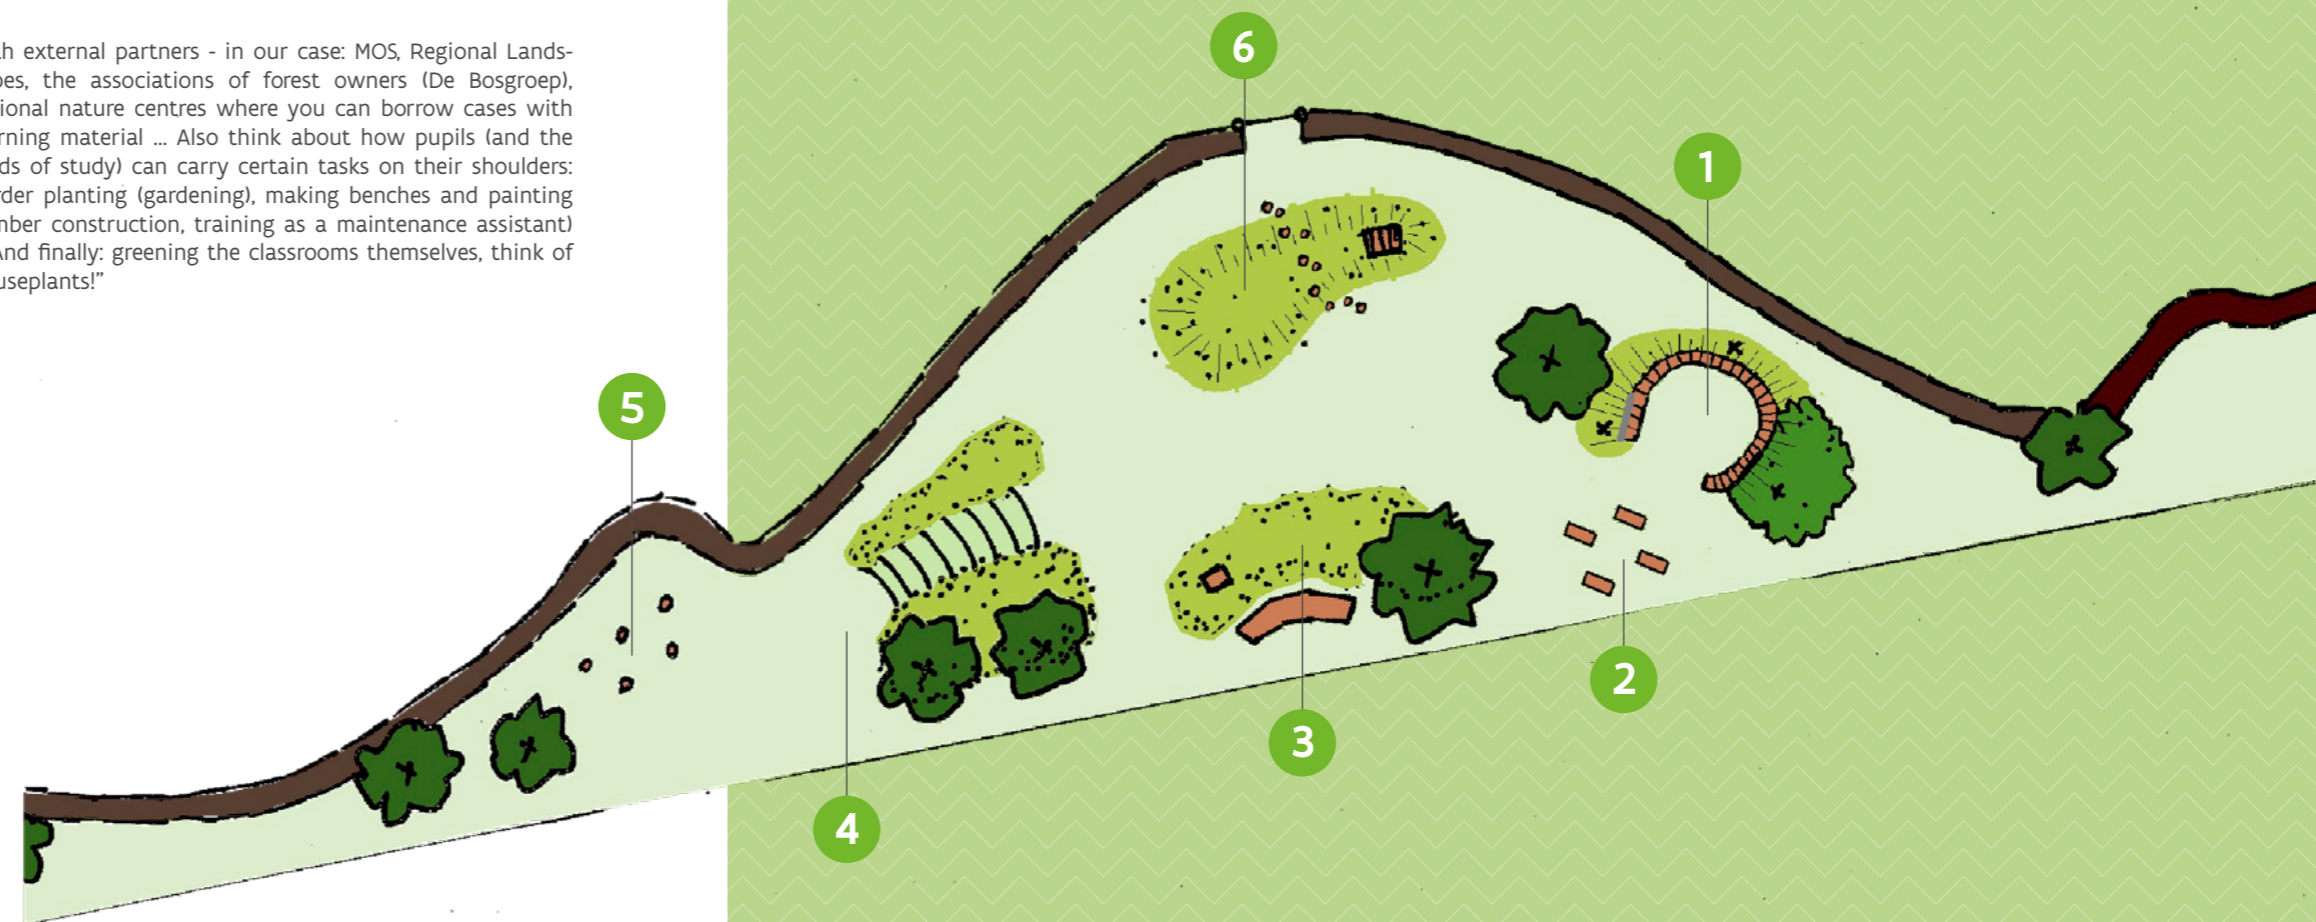 h external partners - in our case: MOS, Regional Lands-
es, the associations of forest owners (De Bosgroep),
ional nature centres where you can borrow cases with
rning material ... Also think about how pupils (and the
ds of study) can carry certain tasks on their shoulders:
der planting (gardening), making benches and painting
mber construction, training as a maintenance assistant)
And finally: greening the classrooms themselves, think of
useplants!”
6
1
5
2
3
4